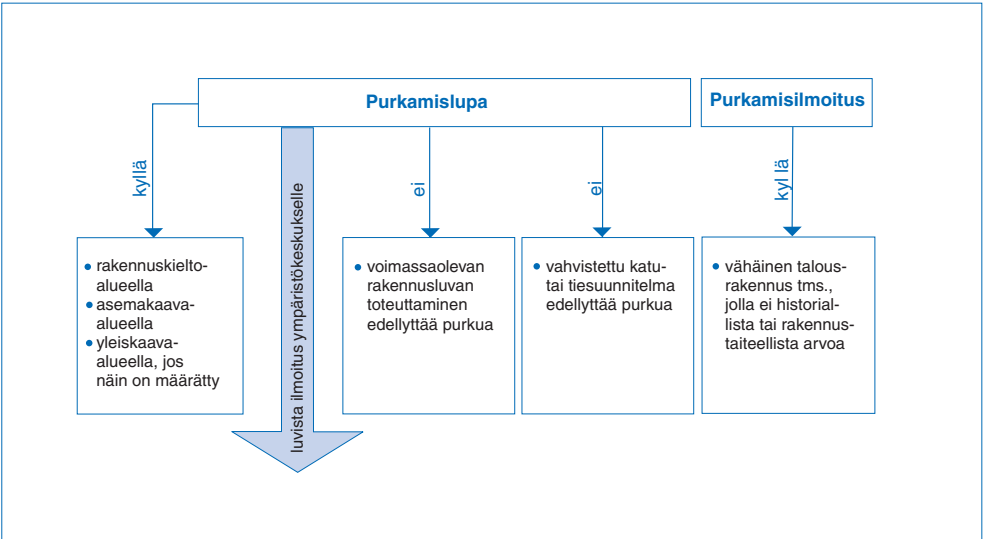 Purkamislupa
Purkamisilmoitus
kyllä
luvista ilmoitus ympäristökeskukselle
ei
ei
kyl lä
• rakennuskielto-
alueella
• asemakaava-
alueella
• yleiskaava-
alueella, jos
näin on määrätty
• voimassaolevan
rakennusluvan
toteuttaminen
edellyttää purkua
• vahvistettu katu-
tai tiesuunnitelma
edellyttää purkua
• vähäinen talous-
rakennus tms.,
jolla ei historial-
lista tai rakennus-
taiteellista arvoa